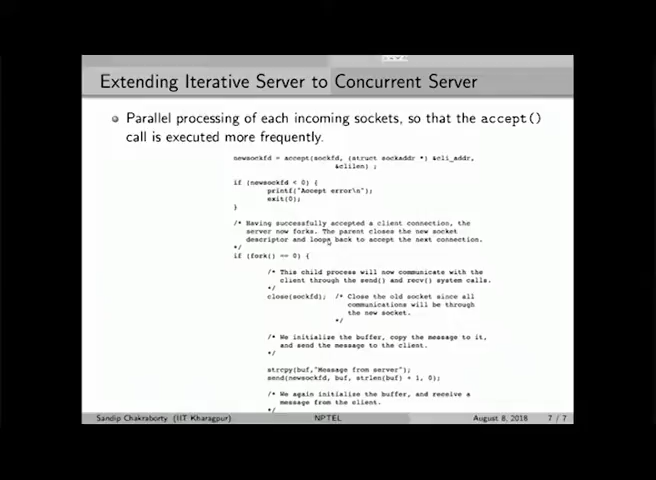 Extending Iterative Server to Concurrent Server
Parallel processing of each incoming sockets, so that the accept()
call is executed more frequently.
newsockfd = accept(sockfd, (struct sockaddr *) &cli_addr,
&clilen) ;
if (newsockfd < 0) {
printf("Accept error\n");
exit(0);
}
/* Having successfully accepted a client connection, the
server now forks. The parent closes the new socket
descriptor and loops back to accept the next connection.
*/
if (fork() == 0) {
/* This child process will now communicate with the
client through the send() and recv() system calls.
*/
close(sockfd); /* Close the old socket since all
communications will be through
the new socket.
*/
/* We initialize the buffer, copy the message to it,
and send the message to the client.
*/
strcpy(buf,"Message from server");
send(newsockfd, buf, strlen(buf) + 1, 0);
/* We again initialize the buffer, and receive a
message from the client.
*/
Sandip Chakraborty (IIT Kharagpur) NPTEL August 8, 2018 7 / 7